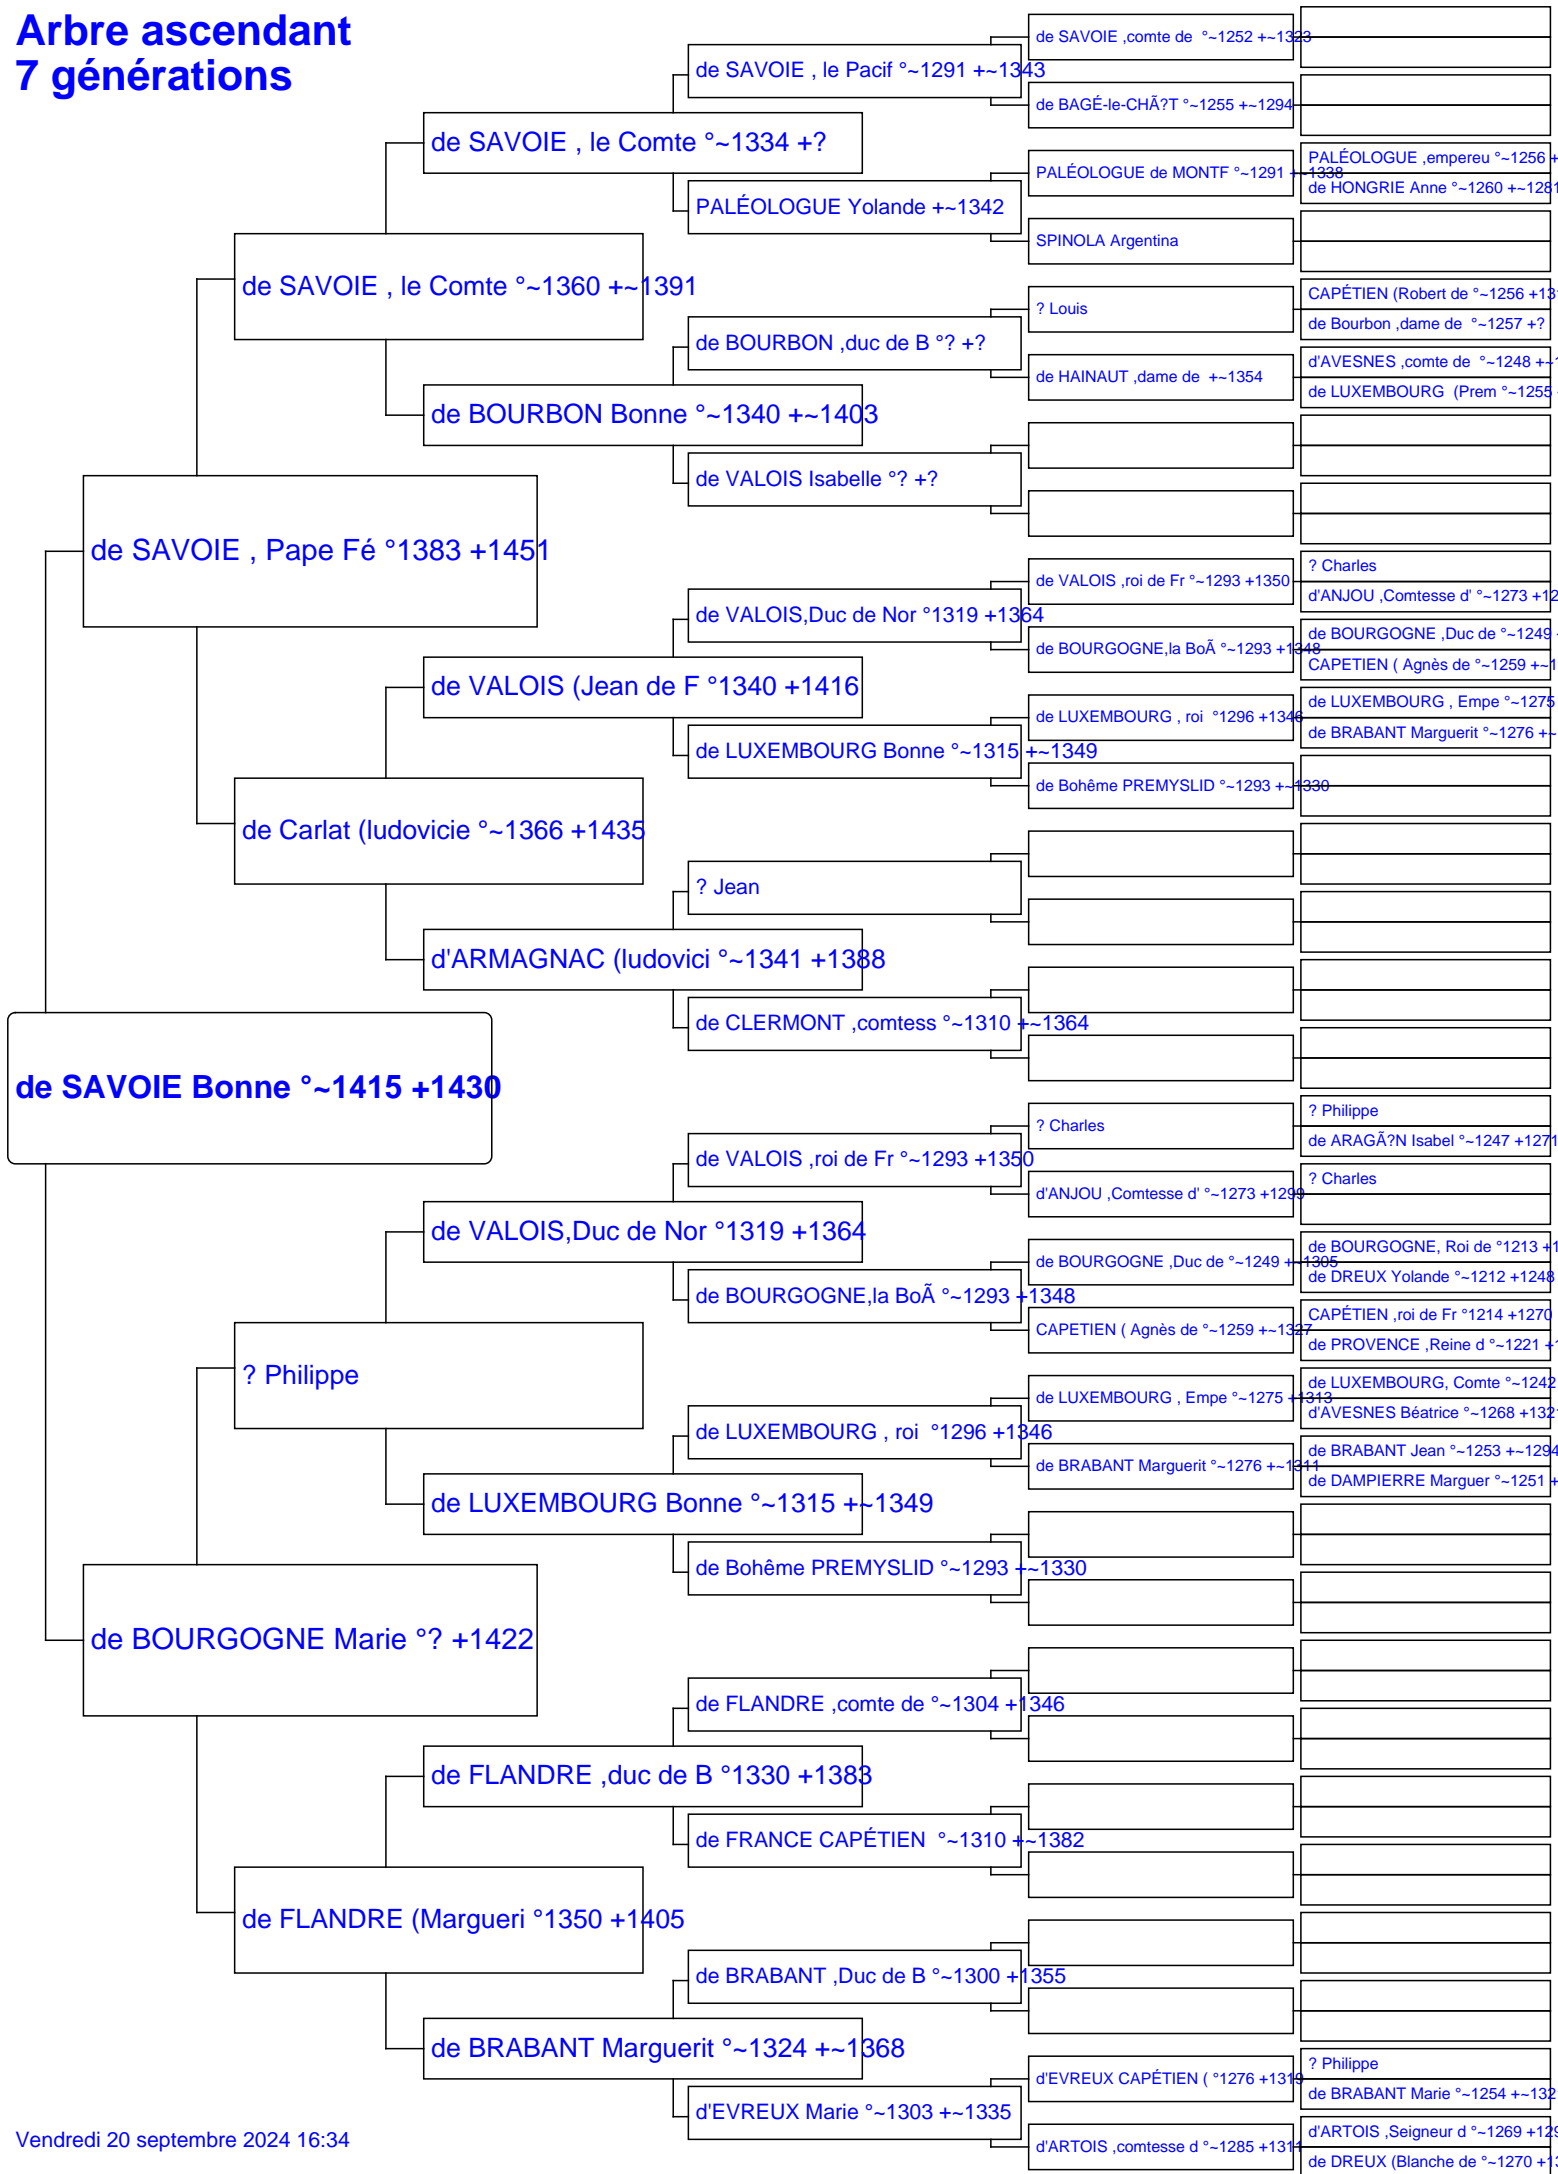 Arbre ascendant
7 générations
de SAVOIE Bonne °~1415 +1430
de SAVOIE , Pape Fé °1383 +1451
de BOURGOGNE Marie °? +1422
de SAVOIE , le Comte °~1360 +~1391
de Carlat (ludovicie °~1366 +1435
? Philippe
de FLANDRE (Margueri °1350 +1405
de SAVOIE , le Comte °~1334 +?
de BOURBON Bonne °~1340 +~1403
de VALOIS (Jean de F °1340 +1416
d'ARMAGNAC (ludovici °~1341 +1388
de VALOIS,Duc de Nor °1319 +1364
de LUXEMBOURG Bonne °~1315 +~1349
de FLANDRE ,duc de B °1330 +1383
de BRABANT Marguerit °~1324 +~1368
de SAVOIE , le Pacif °~1291 +~1343
PALÉOLOGUE Yolande +~1342
de BOURBON ,duc de B °? +?
de VALOIS Isabelle °? +?
de VALOIS,Duc de Nor °1319 +1364
de LUXEMBOURG Bonne °~1315 +~1349
? Jean
de CLERMONT ,comtess °~1310 +~1364
de VALOIS ,roi de Fr °~1293 +1350
de BOURGOGNE,la BoÃ °~1293 +1348
de LUXEMBOURG , roi °1296 +1346
de Bohême PREMYSLID °~1293 +~1330
de FLANDRE ,comte de °~1304 +1346
de FRANCE CAPÉTIEN °~1310 +~1382
de BRABANT ,Duc de B °~1300 +1355
d'EVREUX Marie °~1303 +~1335
de SAVOIE ,comte de °~1252 +~1323
de BAGÉ-le-CHÃ?T °~1255 +~1294
PALÉOLOGUE de MONTF °~1291 +~1338
SPINOLA Argentina
? Louis
de HAINAUT ,dame de +~1354
de VALOIS ,roi de Fr °~1293 +1350
de BOURGOGNE,la BoÃ °~1293 +1348
de LUXEMBOURG , roi °1296 +1346
de Bohême PREMYSLID °~1293 +~1330
? Charles
d'ANJOU ,Comtesse d' °~1273 +1299
de BOURGOGNE ,Duc de °~1249 +~1305
CAPETIEN ( Agnès de °~1259 +~1327
de LUXEMBOURG , Empe °~1275 +1313
de BRABANT Marguerit °~1276 +~1311
d'EVREUX CAPÉTIEN ( °1276 +1319
d'ARTOIS ,comtesse d °~1285 +1311
PALÉOLOGUE ,empereu °~1256 +
de HONGRIE Anne °~1260 +~1281
CAPÉTIEN (Robert de °~1256 +13
de Bourbon ,dame de °~1257 +?
d'AVESNES ,comte de °~1248 +~1
de LUXEMBOURG (Prem °~1255
? Charles
d'ANJOU ,Comtesse d' °~1273 +12
de BOURGOGNE ,Duc de °~1249
CAPETIEN ( Agnès de °~1259 +~1
de LUXEMBOURG , Empe °~1275
de BRABANT Marguerit °~1276 +~
? Philippe
de ARAGÃ?N Isabel °~1247 +1271
? Charles
de BOURGOGNE, Roi de °1213 +1
de DREUX Yolande °~1212 +1248
CAPÉTIEN ,roi de Fr °1214 +1270
de PROVENCE ,Reine d °~1221 +1
de LUXEMBOURG, Comte °~1242
d'AVESNES Béatrice °~1268 +1321
de BRABANT Jean °~1253 +~1294
de DAMPIERRE Marguer °~1251 +
? Philippe
de BRABANT Marie °~1254 +~132
d'ARTOIS ,Seigneur d °~1269 +129
de DREUX (Blanche de °~1270 +13
Vendredi 20 septembre 2024 16:34